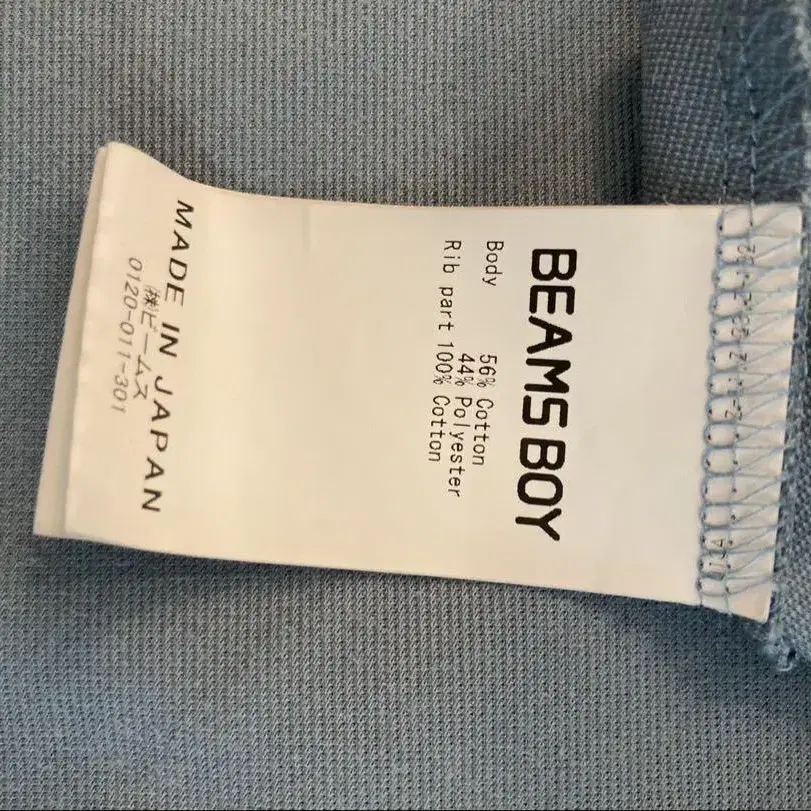 BEAMS BOY
Body 56% Cotton
44% Polyester
Rib part 100% Cotton
MADE IN JAPAN
㈱ビームス
0120-011-301